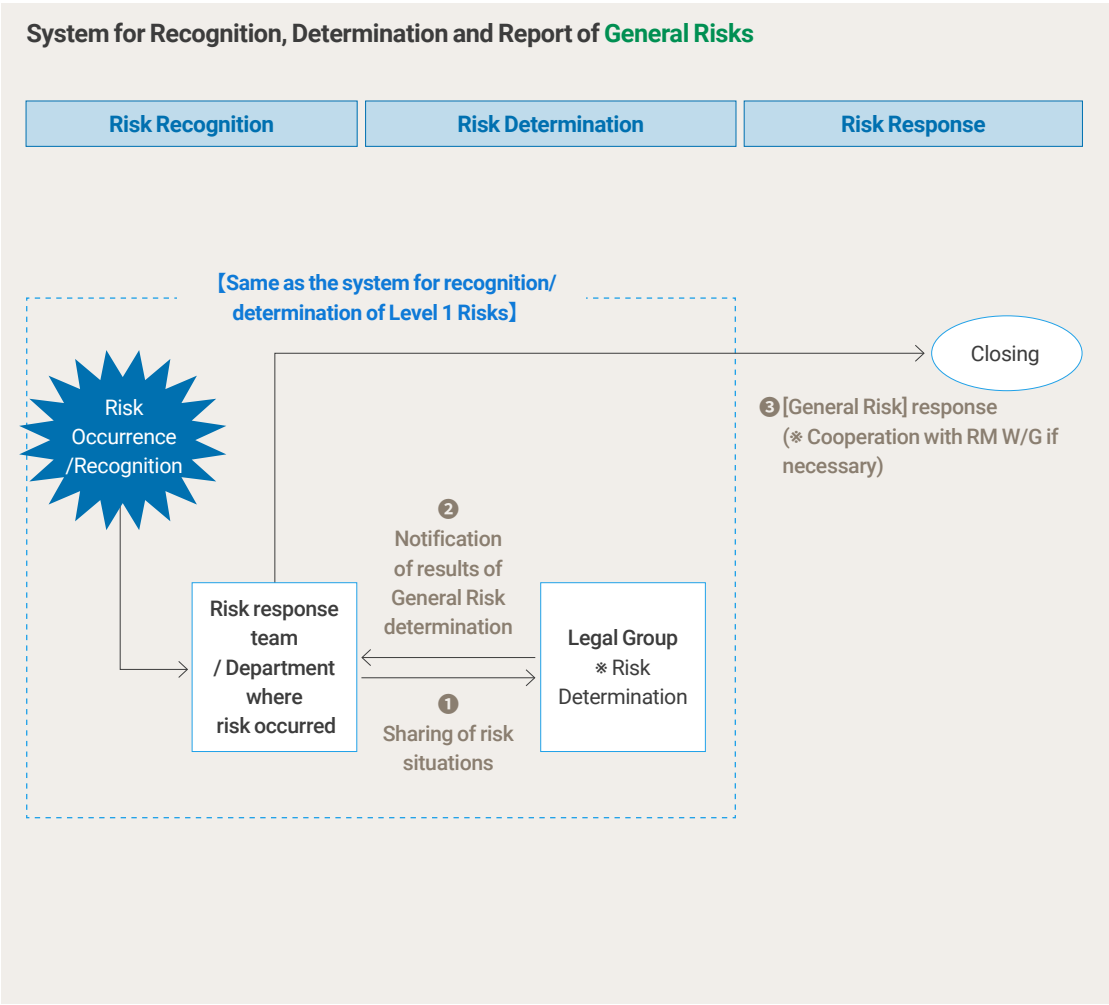 System for Recognition, Determination and Report of General Risks
Risk Recognition
Risk Determination
Risk Response
【Same as the system for recognition/
determination of Level 1 Risks】
Risk
Occurrence
/Recognition
Closing
❸[General Risk] response
(※ Cooperation with RM W/G if
necessary)
❷
Notification
of results of
General Risk
determination
Risk response
team
/ Department
where
risk occurred
Legal Group
※ Risk
Determination
❶
Sharing of risk
situations